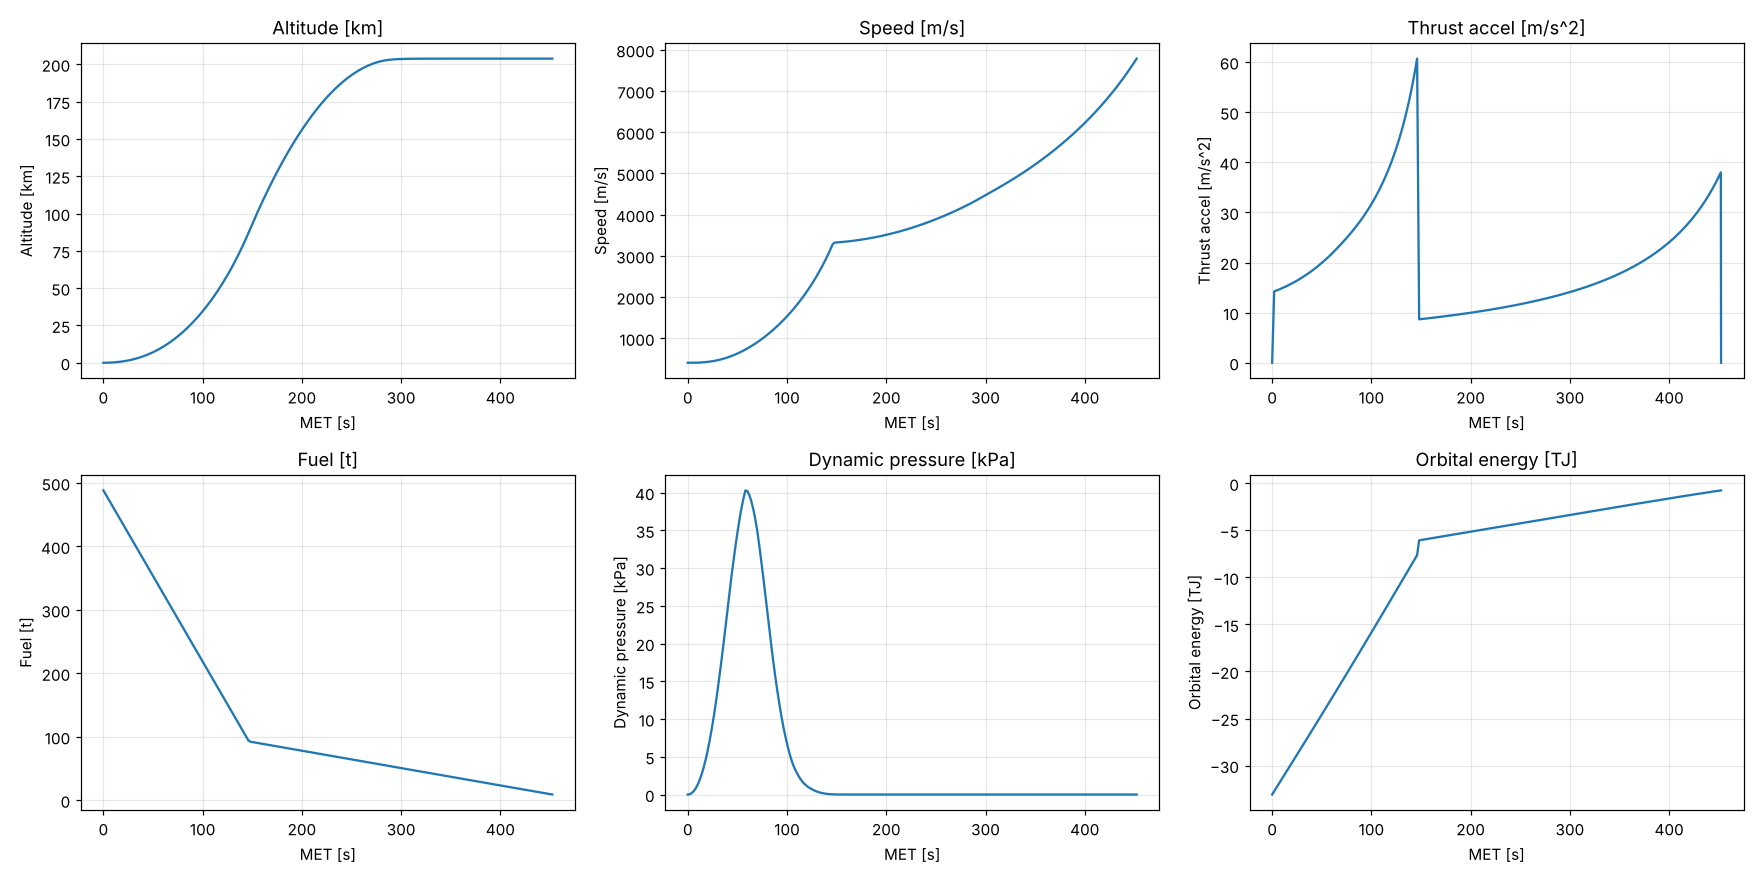 Altitude [km]
Altitude [km]
200
175
150
125
100
75
50
25
0
0 100 200 300 400
MET [s]
Speed [m/s]
Speed [m/s]
8000
7000
6000
5000
4000
3000
2000
1000
0 100 200 300 400
MET [s]
Thrust accel [m/s^2]
Thrust accel [m/s^2]
60
50
40
30
20
10
0
0 100 200 300 400
MET [s]
Fuel [t]
Fuel [t]
500
400
300
200
100
0
0 100 200 300 400
MET [s]
Dynamic pressure [kPa]
Dynamic pressure [kPa]
40
35
30
25
20
15
10
5
0
0 100 200 300 400
MET [s]
Orbital energy [TJ]
Orbital energy [TJ]
0
−5
−10
−15
−20
−25
−30
0 100 200 300 400
MET [s]